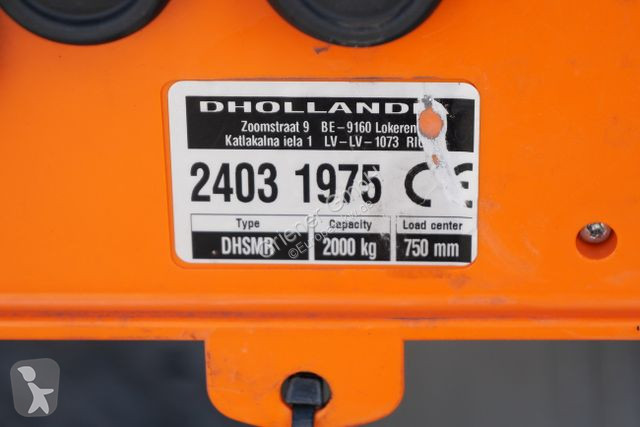 DHOLLANDIA
Zoomstraat 9 BE-9160 Lokeren
Katlakalna iela 1 LV-LV-1073
2403 1975 CE
Type Capacity Load center
DHSMR 2000 kg 750 mm